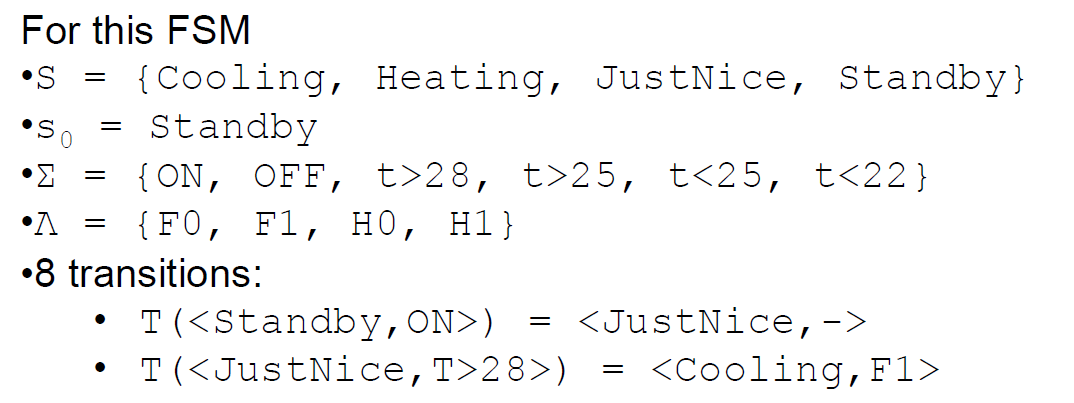 For this FSM
•S = {Cooling, Heating, JustNice, Standby}
•s₀ = Standby
•Σ = {ON, OFF, t>28, t>25, t<25, t<22}
•Λ = {F0, F1, H0, H1}
•8 transitions:
• T(<Standby,ON>) = <JustNice,->
• T(<JustNice,T>28>) = <Cooling,F1>